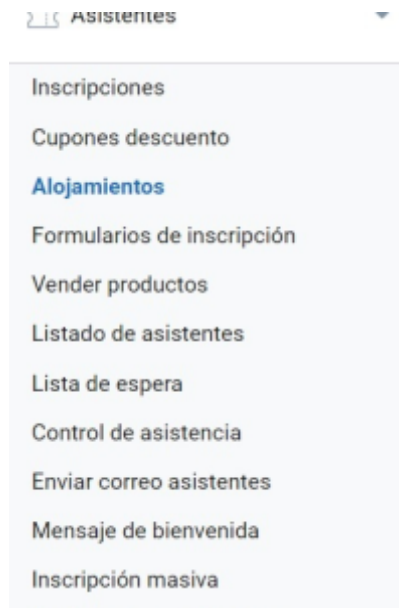 Asistentes
Inscripciones
Cupones descuento
Alojamientos
Formularios de inscripción
Vender productos
Listado de asistentes
Lista de espera
Control de asistencia
Enviar correo asistentes
Mensaje de bienvenida
Inscripción masiva